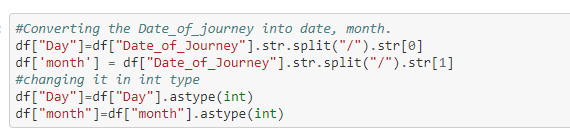 #Converting the Date_of_journey into date, month.
df["Day"]=df["Date_of_Journey"].str.split("/").str[0]
df['month'] = df["Date_of_Journey"].str.split("/").str[1]
#changing it in int type
df["Day"]=df["Day"].astype(int)
df["month"]=df["month"].astype(int)